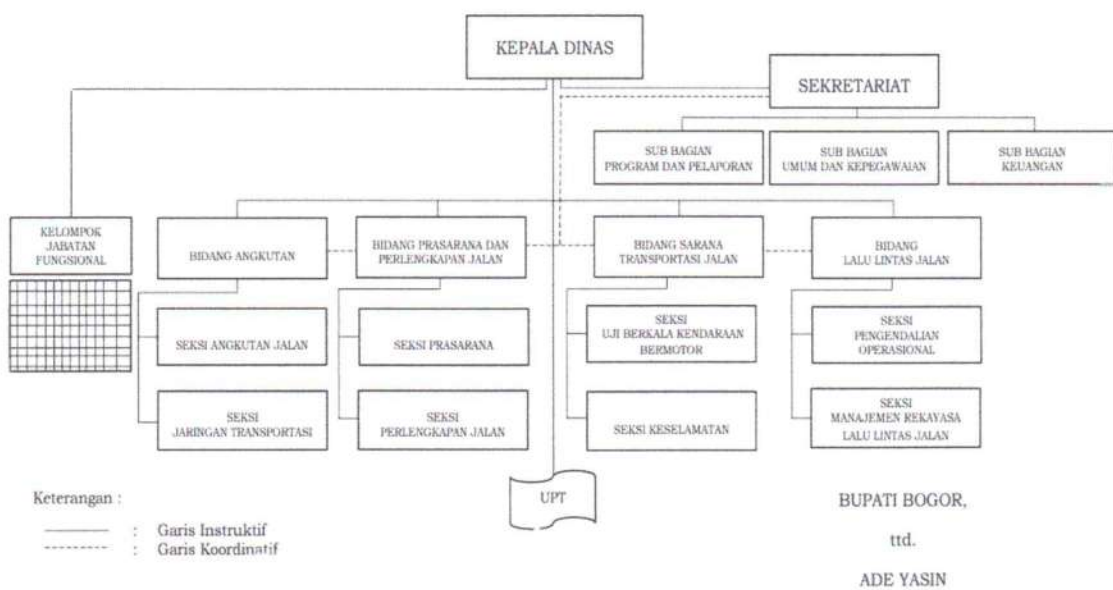 KEPALA DINAS
SEKRETARIAT
SUB BAGIAN
PROGRAM DAN PELAPORAN
SUB BAGIAN
UMUM DAN KEPEGAWAIAN
SUB BAGIAN
KEUANGAN
KELOMPOK
JABATAN
FUNGSIONAL
BIDANG ANGKUTAN
BIDANG PRASARANA DAN
PERLENGKAPAN JALAN
BIDANG SARANA
TRANSPORTASI JALAN
BIDANG
LALU LINTAS JALAN
SEKSI ANGKUTAN JALAN
SEKSI PRASARANA
SEKSI
UJI BERKALA KENDARAAN
BERMOTOR
SEKSI
PENGENDALIAN
OPERASIONAL
SEKSI
JARINGAN TRANSPORTASI
SEKSI
PERLENGKAPAN JALAN
SEKSI KESELAMATAN
SEKSI
MANAJEMEN REKAYASA
LALU LINTAS JALAN
UPT
Keterangan :
: Garis Instruktif
: Garis Koordinatif
BUPATI BOGOR,
ttd.
ADE YASIN